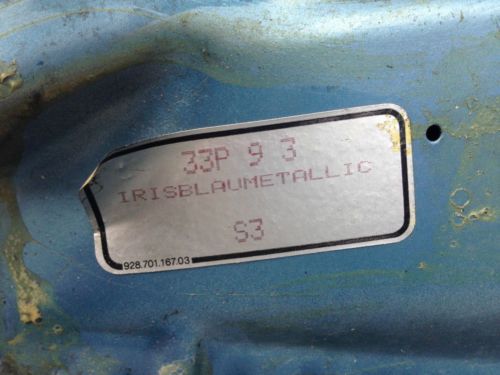 33P 9 3
IRISBLAUMETALLIC
S3
928.701.167.03